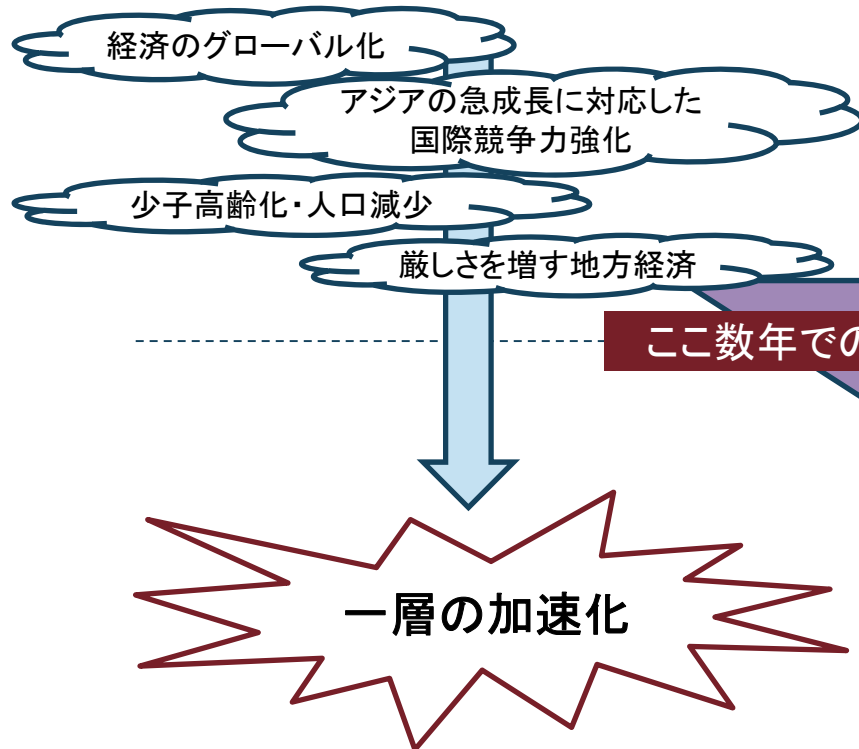 経済のグローバル化
アジアの急成長に対応した
国際競争力強化
少子高齢化・人口減少
厳しさを増す地方経済
ここ数年での
一層の加速化